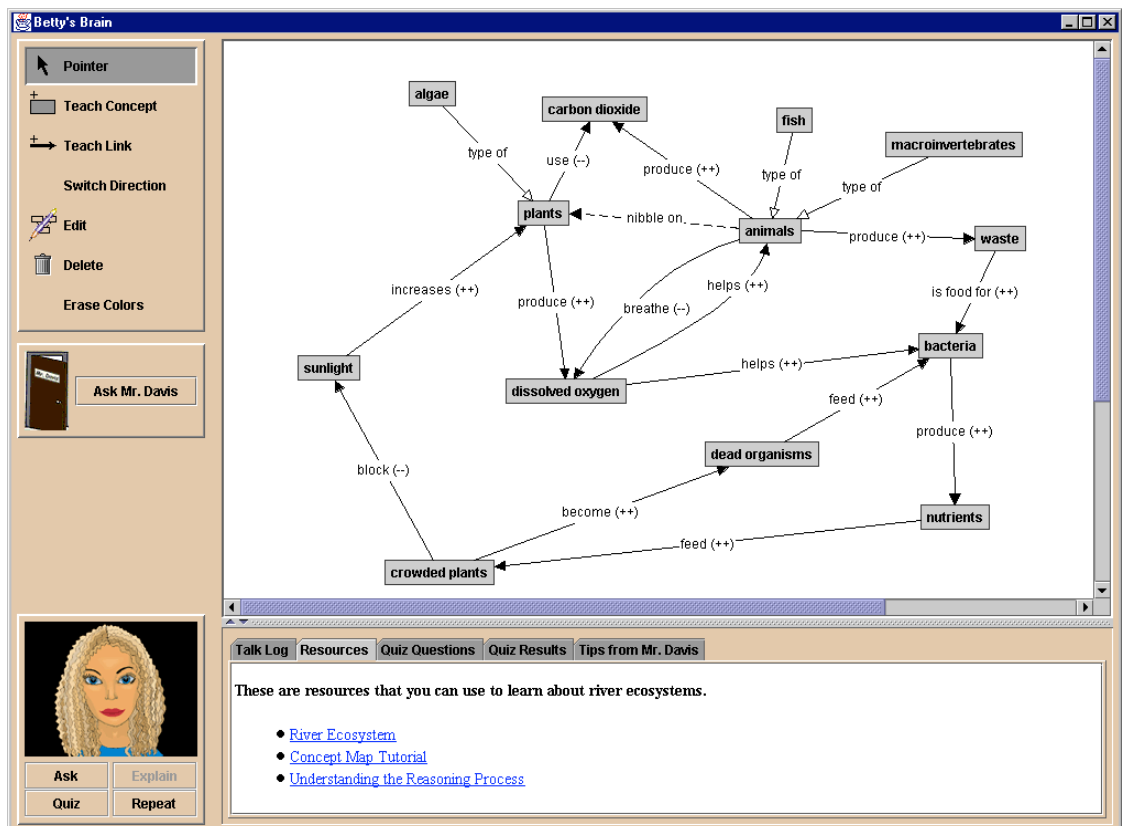 Betty's Brain
Pointer
Teach Concept
Teach Link
Switch Direction
Edit
Delete
Erase Colors
Mr. Davis
Ask Mr. Davis
algae
carbon dioxide
fish
macroinvertebrates
type of
use (--)
produce (++)
type of
type of
plants
nibble on
animals
produce (++)
waste
increases (++)
produce (++)
breathe (--)
helps (++)
is food for (++)
sunlight
dissolved oxygen
helps (++)
bacteria
feed (++)
block (--)
dead organisms
produce (++)
become (++)
nutrients
feed (++)
crowded plants
Ask
Explain
Quiz
Repeat
Talk Log
Resources
Quiz Questions
Quiz Results
Tips from Mr. Davis
These are resources that you can use to learn about river ecosystems.
● River Ecosystem
● Concept Map Tutorial
● Understanding the Reasoning Process